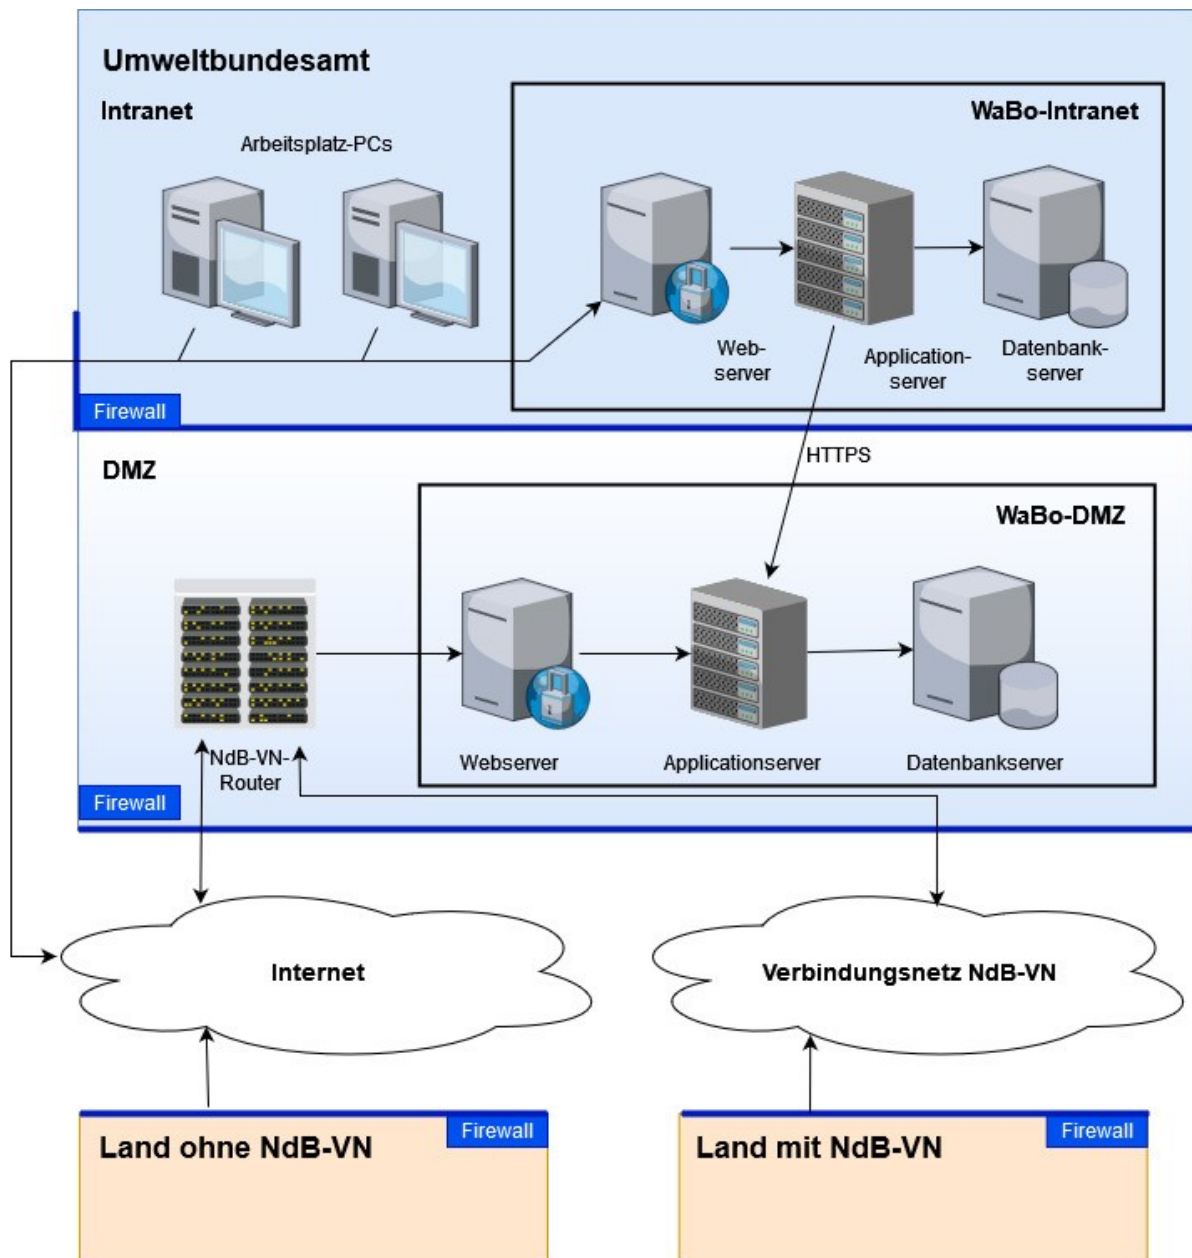 Umweltbundesamt
Intranet
WaBo-Intranet
Arbeitsplatz-PCs
Web-
server
Application-
server
Datenbank-
server
Firewall
HTTPS
DMZ
WaBo-DMZ
NdB-VN-
Router
Webserver
Applicationserver
Datenbankserver
Firewall
Internet
Verbindungsnetz NdB-VN
Firewall
Land ohne NdB-VN
Firewall
Land mit NdB-VN